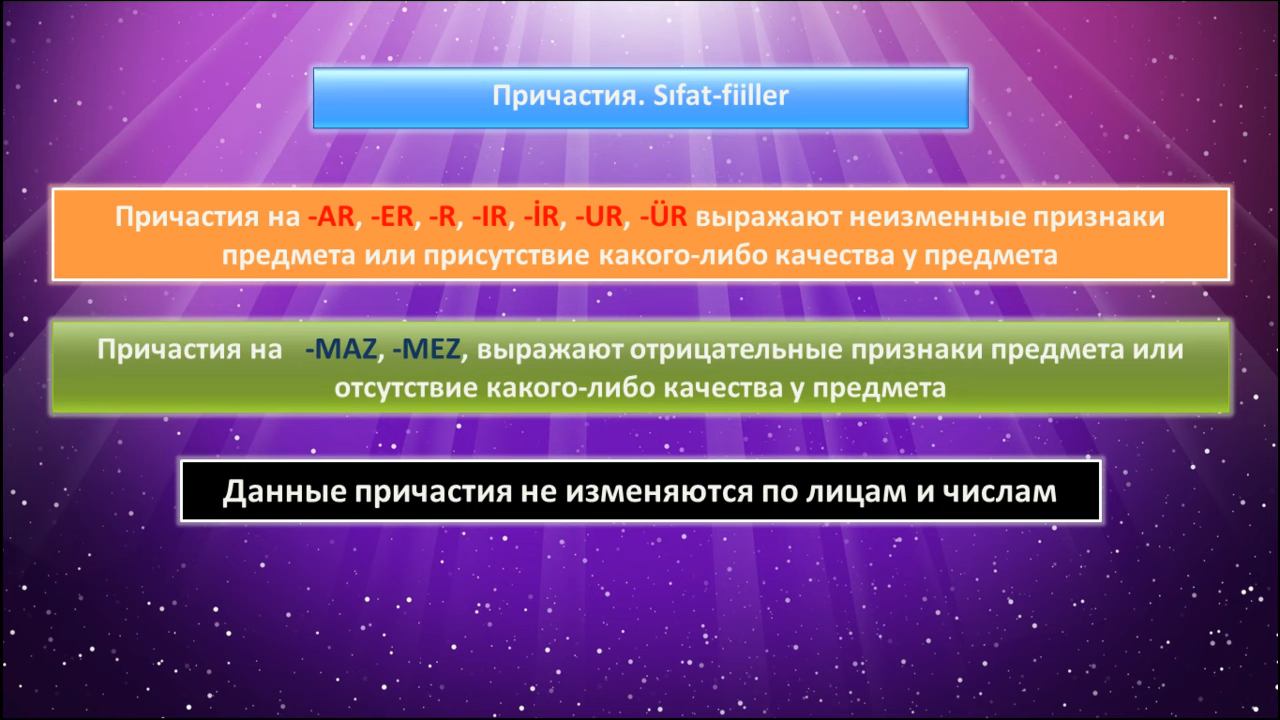 Причастия. Sıfat-fiiller
Причастия на -AR, -ER, -R, -IR, -İR, -UR, -ÜR выражают неизменные признаки
предмета или присутствие какого-либо качества у предмета
Причастия на -MAZ, -MEZ, выражают отрицательные признаки предмета или
отсутствие какого-либо качества у предмета
Данные причастия не изменяются по лицам и числам